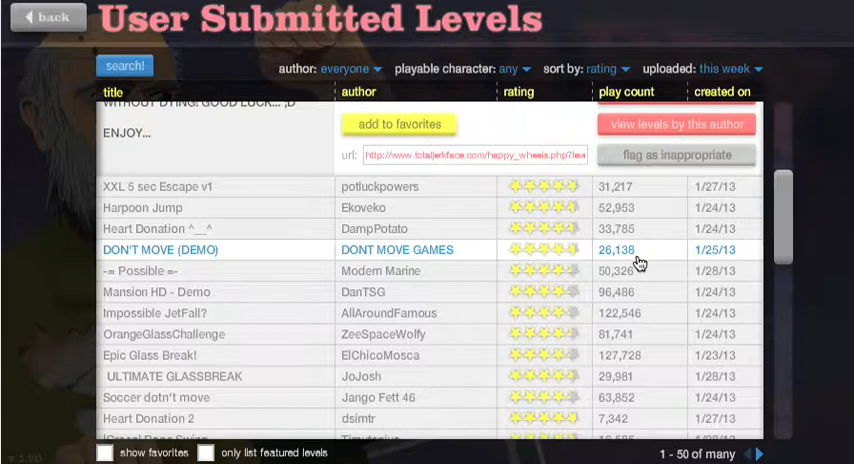 back
User Submitted Levels
search!
author: everyone playable character: any sort by: rating uploaded: this week
title author rating play count created on
WITHOUT DYING! GOOD LUCK... ;D
ENJOY...
add to favorites
view levels by this author
url: http://www.totaljerkface.com/happy_wheels.php?leve
flag as inappropriate
XXL 5 sec Escape v1 potluckpowers 31,217 1/27/13
Harpoon Jump Ekoveko 52,953 1/24/13
Heart Donation ^__^ DampPotato 33,785 1/24/13
DON'T MOVE (DEMO) DONT MOVE GAMES 26,138 1/25/13
-= Possible =- Modern Marine 50,326 1/28/13
Mansion HD - Demo DanTSG 96,486 1/24/13
Impossible JetFall? AllAroundFamous 122,546 1/24/13
OrangeGlassChallenge ZeeSpaceWolfy 81,741 1/24/13
Epic Glass Break! ElChicoMosca 127,728 1/23/13
ULTIMATE GLASSBREAK JoJosh 29,981 1/28/13
Soccer dotn't move Jango Fett 46 63,852 1/24/13
Heart Donation 2 dsimtr 7,342 1/27/13
show favorites only list featured levels 1 - 50 of many